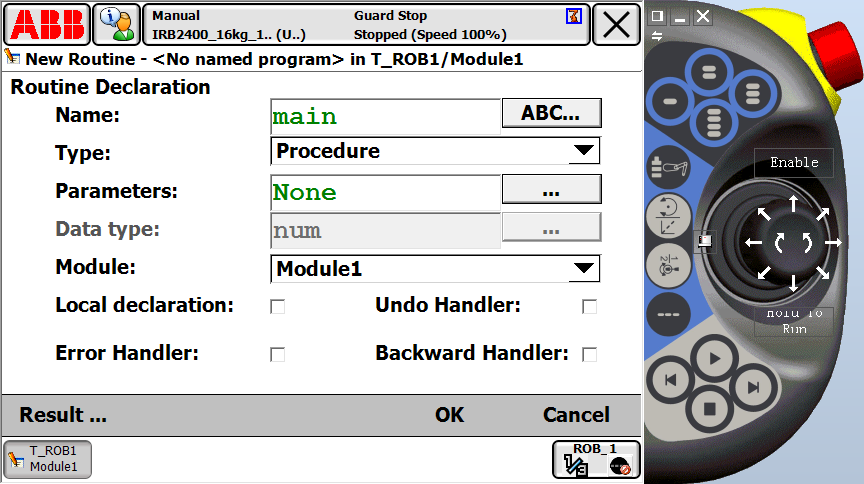 ABB
Manual
IRB2400_16kg_1.. (U..)
Guard Stop
Stopped (Speed 100%)
New Routine - <No named program> in T_ROB1/Module1
Routine Declaration
Name:
main
ABC...
Type:
Procedure
Parameters:
None
...
Data type:
num
...
Module:
Module1
Local declaration:
Undo Handler:
Error Handler:
Backward Handler:
Result ...
OK
Cancel
T_ROB1
Module1
ROB_1
1/3
Enable
Hold To
Run